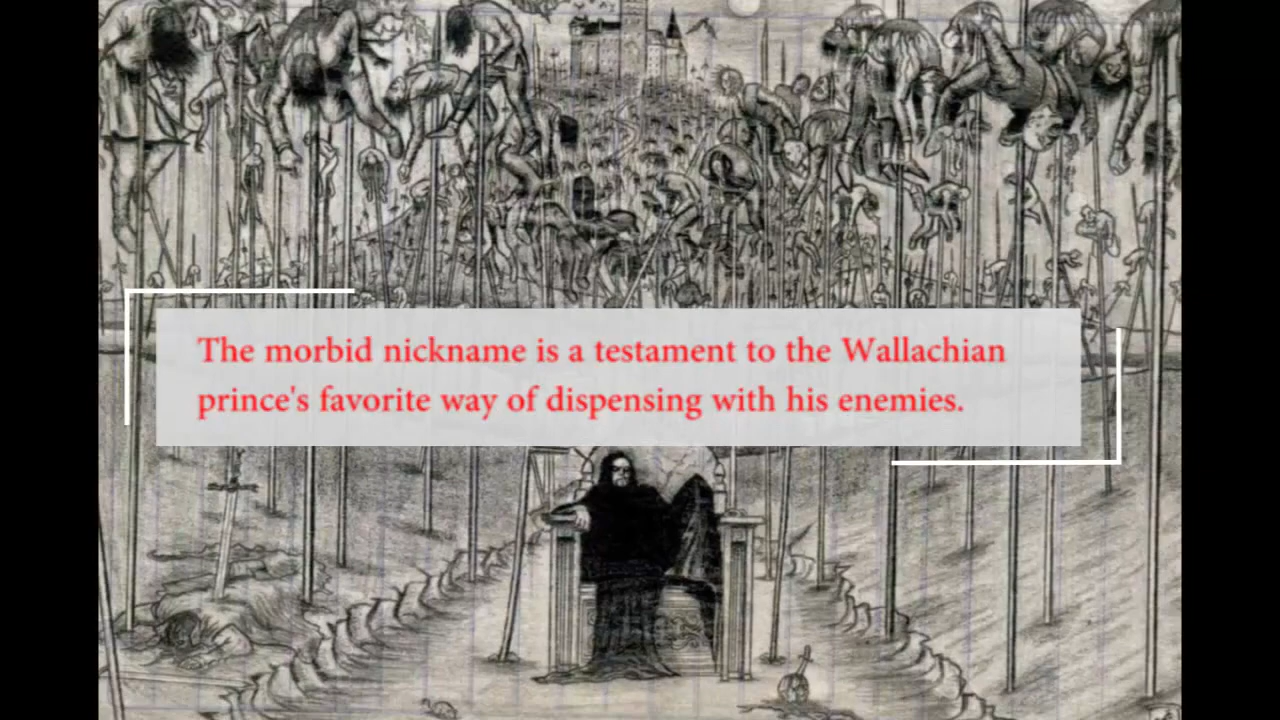 The morbid nickname is a testament to the Wallachian
prince's favorite way of dispensing with his enemies.